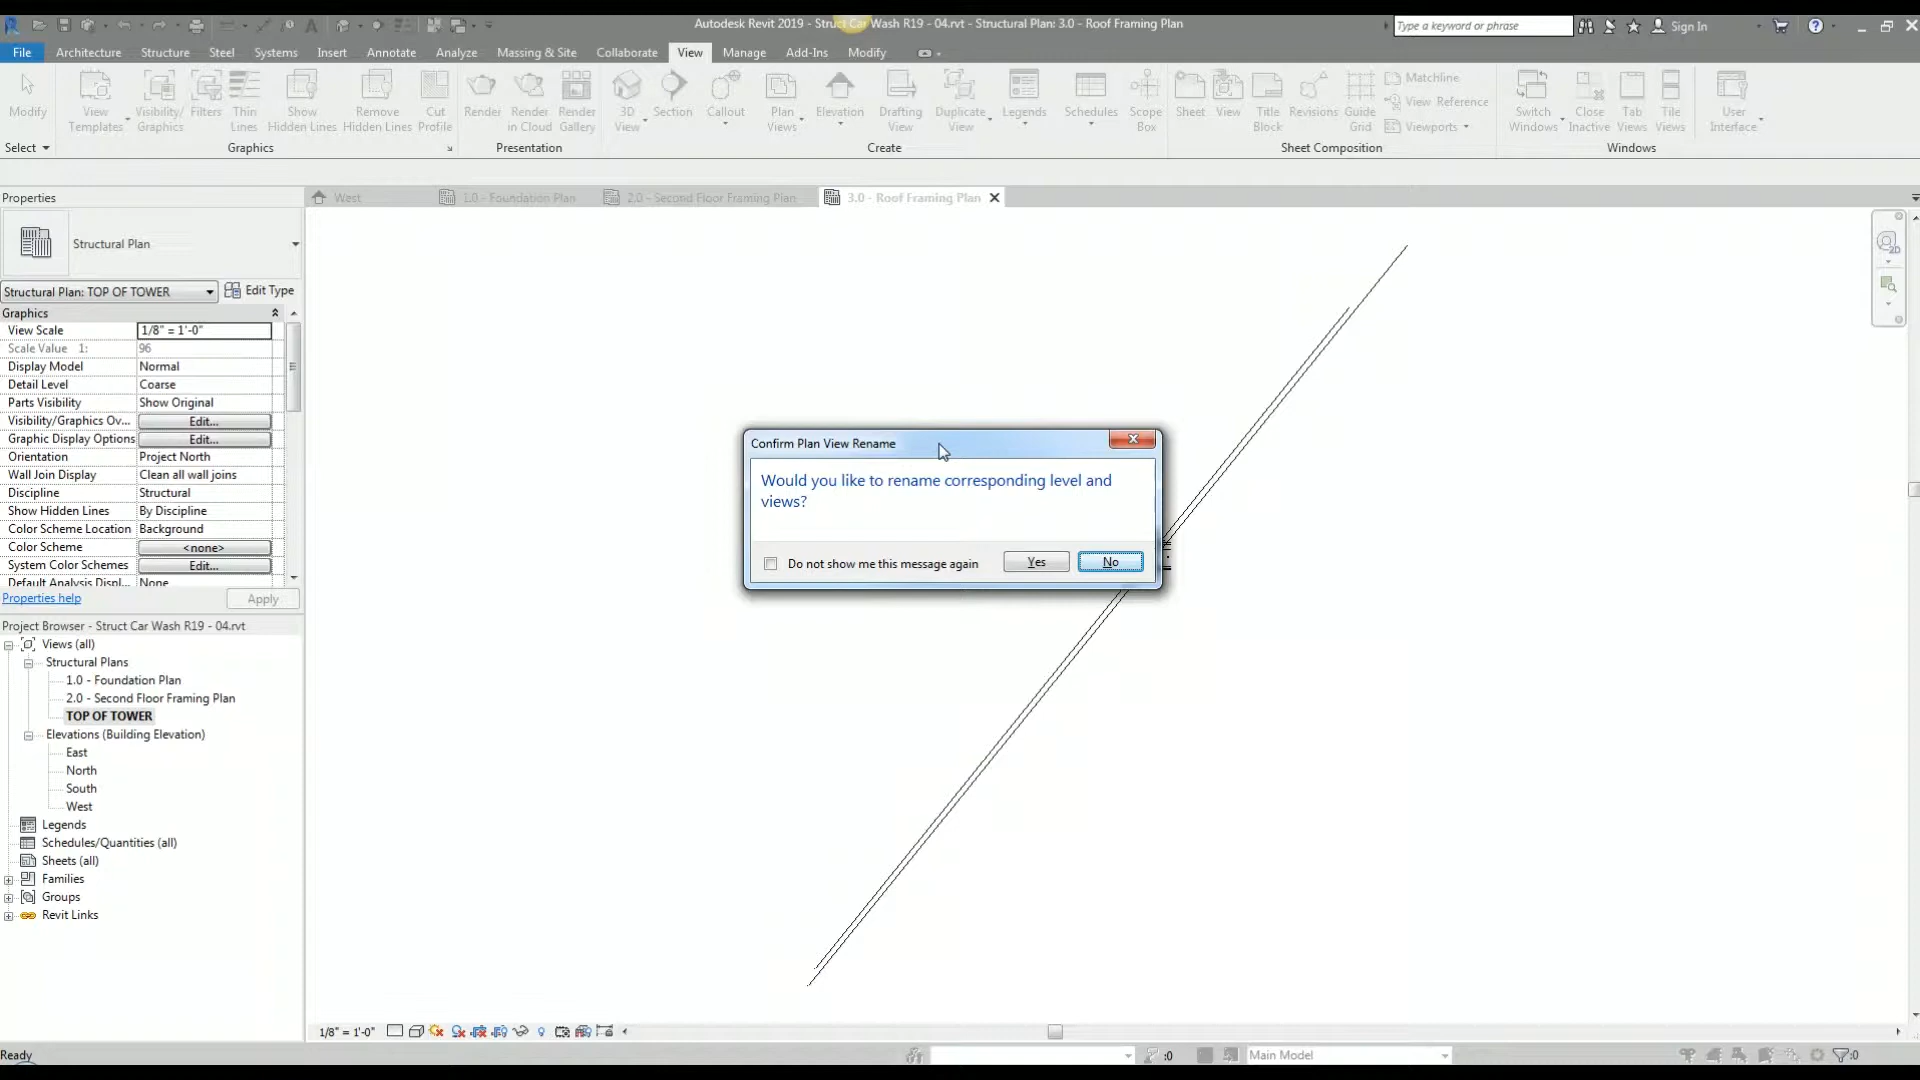 Autodesk Revit 2019 - Struct Car Wash R19 - 04.rvt - Structural Plan: 3.0 - Roof Framing Plan
Type a keyword or phrase
Sign In
File
Architecture
Structure
Steel
Systems
Insert
Annotate
Analyze
Massing & Site
Collaborate
View
Manage
Add-Ins
Modify
Modify
View
Templates
Visibility/
Graphics
Filters
Thin
Lines
Show
Hidden Lines
Remove
Hidden Lines
Cut
Profile
Render
Render
in Cloud
Render
Gallery
3D
View
Section
Callout
Plan
Views
Elevation
Drafting
View
Duplicate
View
Legends
Schedules
Scope
Box
Sheet
View
Title
Block
Revisions
Guide
Grid
Matchline
View Reference
Viewports
Switch
Windows
Close
Inactive
Tab
Views
Tile
Views
User
Interface
Select
Graphics
Presentation
Create
Sheet Composition
Windows
Properties
West
1.0 - Foundation Plan
2.0 - Second Floor Framing Plan
3.0 - Roof Framing Plan
Structural Plan
Structural Plan: TOP OF TOWER
Edit Type
Graphics
View Scale 1/8" = 1'-0"
Scale Value 1: 96
Display Model Normal
Detail Level Coarse
Parts Visibility Show Original
Visibility/Graphics Ov... Edit...
Graphic Display Options Edit...
Orientation Project North
Wall Join Display Clean all wall joins
Discipline Structural
Show Hidden Lines By Discipline
Color Scheme Location Background
Color Scheme <none>
System Color Schemes Edit...
Default Analysis Displ... None
Properties help
Apply
Confirm Plan View Rename
Would you like to rename corresponding level and
views?
Do not show me this message again
Yes
No
Project Browser - Struct Car Wash R19 - 04.rvt
Views (all)
Structural Plans
1.0 - Foundation Plan
2.0 - Second Floor Framing Plan
TOP OF TOWER
Elevations (Building Elevation)
East
North
South
West
Legends
Schedules/Quantities (all)
Sheets (all)
Families
Groups
Revit Links
1/8" = 1'-0"
Ready
:0
Main Model
:0